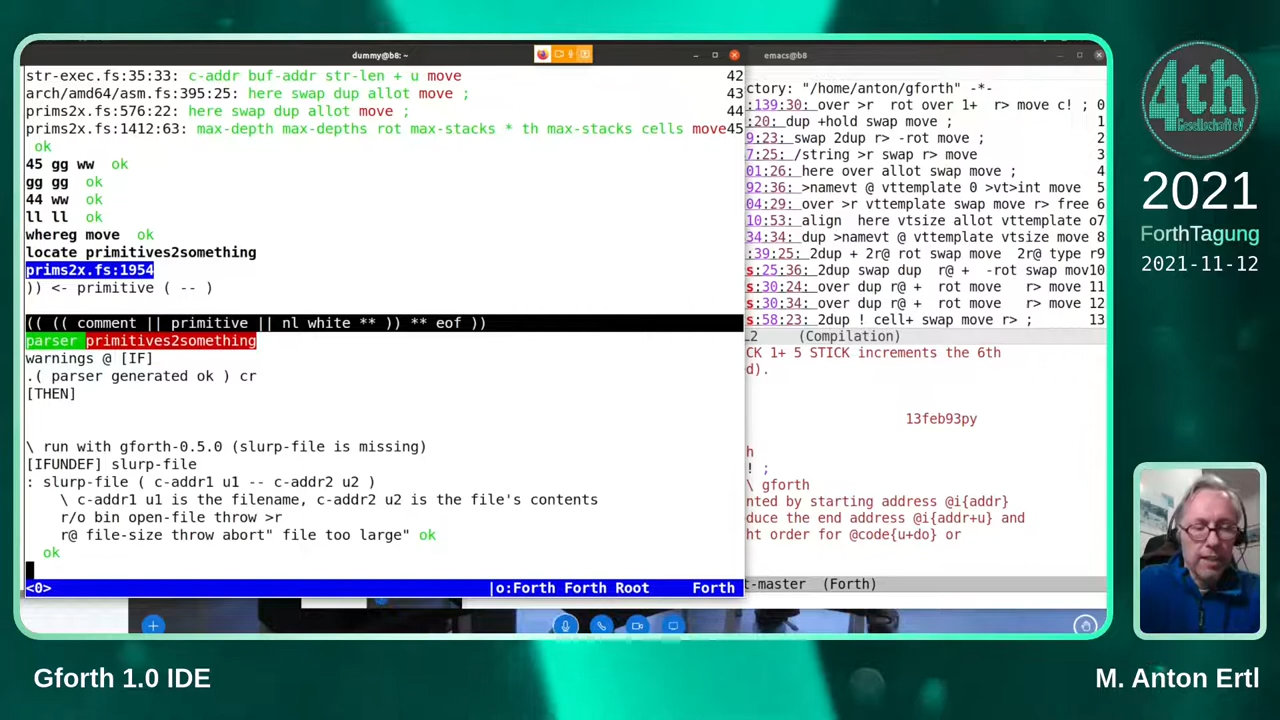 dummy@b8: ~
str-exec.fs:35:33: c-addr buf-addr str-len + u move 42
arch/amd64/asm.fs:395:25: here swap dup allot move ; 43
prims2x.fs:576:22: here swap dup allot move ; 44
prims2x.fs:1412:63: max-depth max-depths rot max-stacks * th max-stacks cells move45
ok
45 gg ww ok
gg gg ok
44 ww ok
ll ll ok
whereg move ok
locate primitives2something
prims2x.fs:1954
)) <- primitive ( -- )
(( (( comment || primitive || nl white ** )) ** eof ))
parser primitives2something
warnings @ [IF]
.( parser generated ok ) cr
[THEN]
\ run with gforth-0.5.0 (slurp-file is missing)
[IFUNDEF] slurp-file
: slurp-file ( c-addr1 u1 -- c-addr2 u2 )
\ c-addr1 u1 is the filename, c-addr2 u2 is the file's contents
r/o bin open-file throw >r
r@ file-size throw abort" file too large" ok
ok
<0> |o:Forth Forth Root Forth
emacs@b8
ctory: "/home/anton/gforth" -*-
:139:30: over >r rot over 1+ r> move c! ; 0
:20: dup +hold swap move ; 1
9:23: swap 2dup r> -rot move ; 2
7:25: /string >r swap r> move 3
01:26: here over allot swap move ; 4
92:36: >namevt @ vttemplate 0 >vt>int move 5
04:29: over >r vttemplate swap move r> free 6
10:53: align here vtsize allot vttemplate o7
34:34: dup >namevt @ vttemplate vtsize move 8
:39:25: 2dup + 2r@ rot swap move 2r@ type r9
s:25:36: 2dup swap dup r@ + -rot swap mov10
s:30:24: over dup r@ + rot move r> move 11
s:30:34: over dup r@ + rot move r> move 12
s:58:23: 2dup ! cell+ swap move r> ; 13
L2 (Compilation)
CK 1+ 5 STICK increments the 6th
d).
13feb93py
h
! ;
\ gforth
nted by starting address @i{addr}
duce the end address @i{addr+u} and
ht order for @code{u+do} or
t-master (Forth)
4th
Gesellschaft eV
2021
ForthTagung
2021-11-12
Gforth 1.0 IDE
M. Anton Ertl